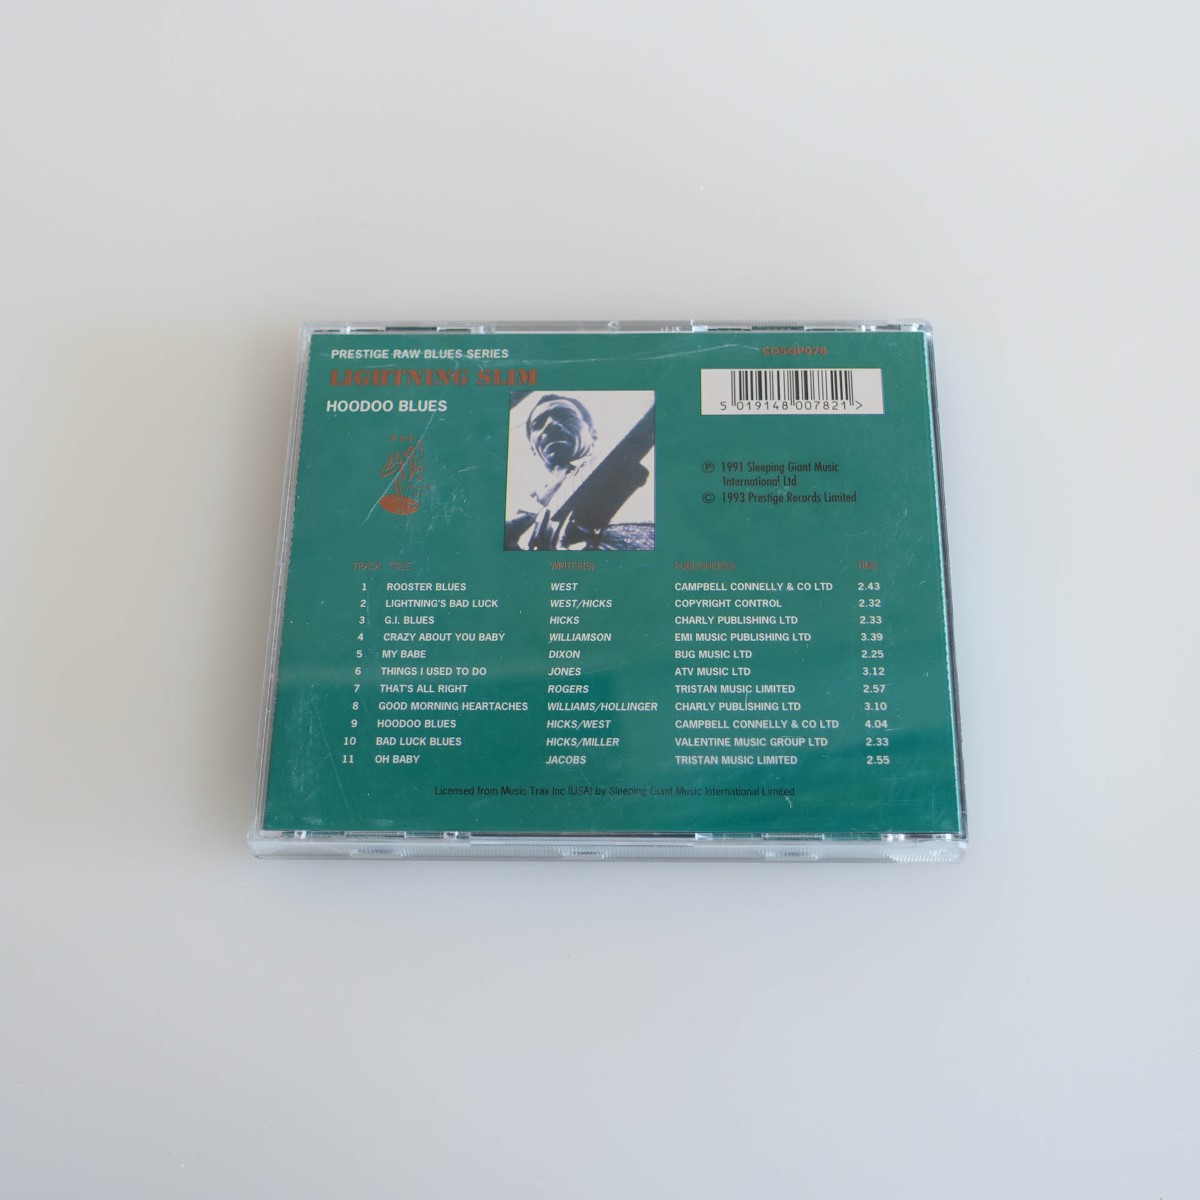 PRESTIGE RAW BLUES SERIES
CDSGP078
LIGHTNING SLIM
HOODOO BLUES
5 019148 007821 >
℗ 1991 Sleeping Giant Music
International Ltd
© 1993 Prestige Records Limited
TRACK TITLE WRITER(S) PUBLISHER(S) TIME
1 ROOSTER BLUES WEST CAMPBELL CONNELLY & CO LTD 2.43
2 LIGHTNING'S BAD LUCK WEST/HICKS COPYRIGHT CONTROL 2.32
3 G.I. BLUES HICKS CHARLY PUBLISHING LTD 2.33
4 CRAZY ABOUT YOU BABY WILLIAMSON EMI MUSIC PUBLISHING LTD 3.39
5 MY BABE DIXON BUG MUSIC LTD 2.25
6 THINGS I USED TO DO JONES ATV MUSIC LTD 3.12
7 THAT'S ALL RIGHT ROGERS TRISTAN MUSIC LIMITED 2.57
8 GOOD MORNING HEARTACHES WILLIAMS/HOLLINGER CHARLY PUBLISHING LTD 3.10
9 HOODOO BLUES HICKS/WEST CAMPBELL CONNELLY & CO LTD 4.04
10 BAD LUCK BLUES HICKS/MILLER VALENTINE MUSIC GROUP LTD 2.33
11 OH BABY JACOBS TRISTAN MUSIC LIMITED 2.55
Licensed from Music Trax Inc (USA) by Sleeping Giant Music International Limited